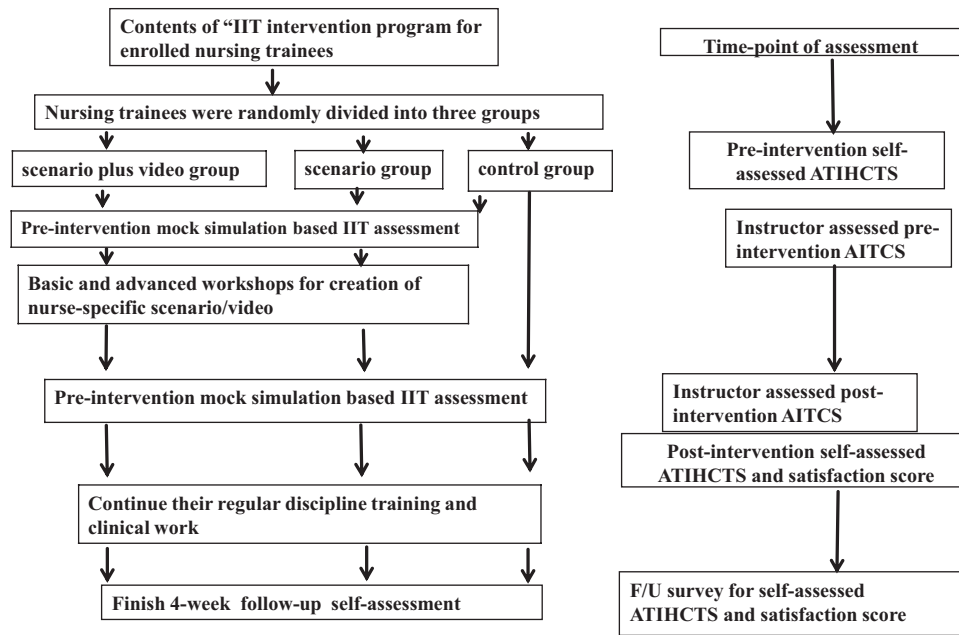 Contents of “IIT intervention program for
enrolled nursing trainees
Nursing trainees were randomly divided into three groups
scenario plus video group
scenario group
control group
Pre-intervention mock simulation based IIT assessment
Basic and advanced workshops for creation of
nurse-specific scenario/video
Pre-intervention mock simulation based IIT assessment
Continue their regular discipline training and
clinical work
Finish 4-week follow-up self-assessment
Time-point of assessment
Pre-intervention self-
assessed ATIHCTS
Instructor assessed pre-
intervention AITCS
Instructor assessed post-
intervention AITCS
Post-intervention self-assessed
ATIHCTS and satisfaction score
F/U survey for self-assessed
ATIHCTS and satisfaction score